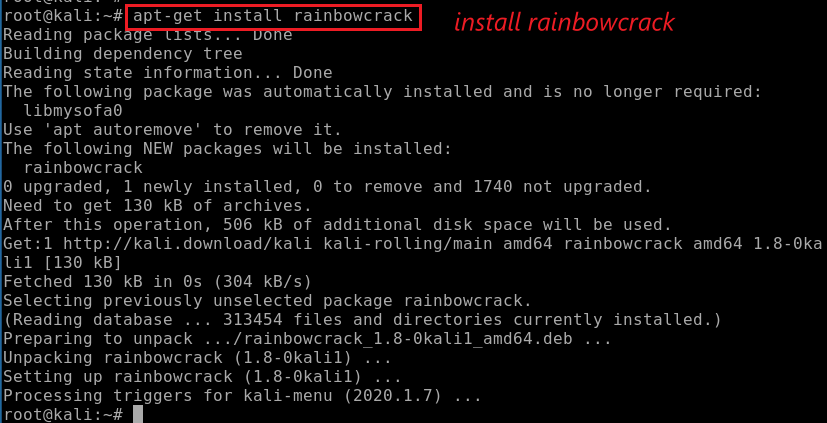 root@kali:~#
root@kali:~# apt-get install rainbowcrack install rainbowcrack
Reading package lists... Done
Building dependency tree
Reading state information... Done
The following package was automatically installed and is no longer required:
  libmysofa0
Use 'apt autoremove' to remove it.
The following NEW packages will be installed:
  rainbowcrack
0 upgraded, 1 newly installed, 0 to remove and 1740 not upgraded.
Need to get 130 kB of archives.
After this operation, 506 kB of additional disk space will be used.
Get:1 http://kali.download/kali kali-rolling/main amd64 rainbowcrack amd64 1.8-0ka
li1 [130 kB]
Fetched 130 kB in 0s (304 kB/s)
Selecting previously unselected package rainbowcrack.
(Reading database ... 313454 files and directories currently installed.)
Preparing to unpack .../rainbowcrack_1.8-0kali1_amd64.deb ...
Unpacking rainbowcrack (1.8-0kali1) ...
Setting up rainbowcrack (1.8-0kali1) ...
Processing triggers for kali-menu (2020.1.7) ...
root@kali:~#